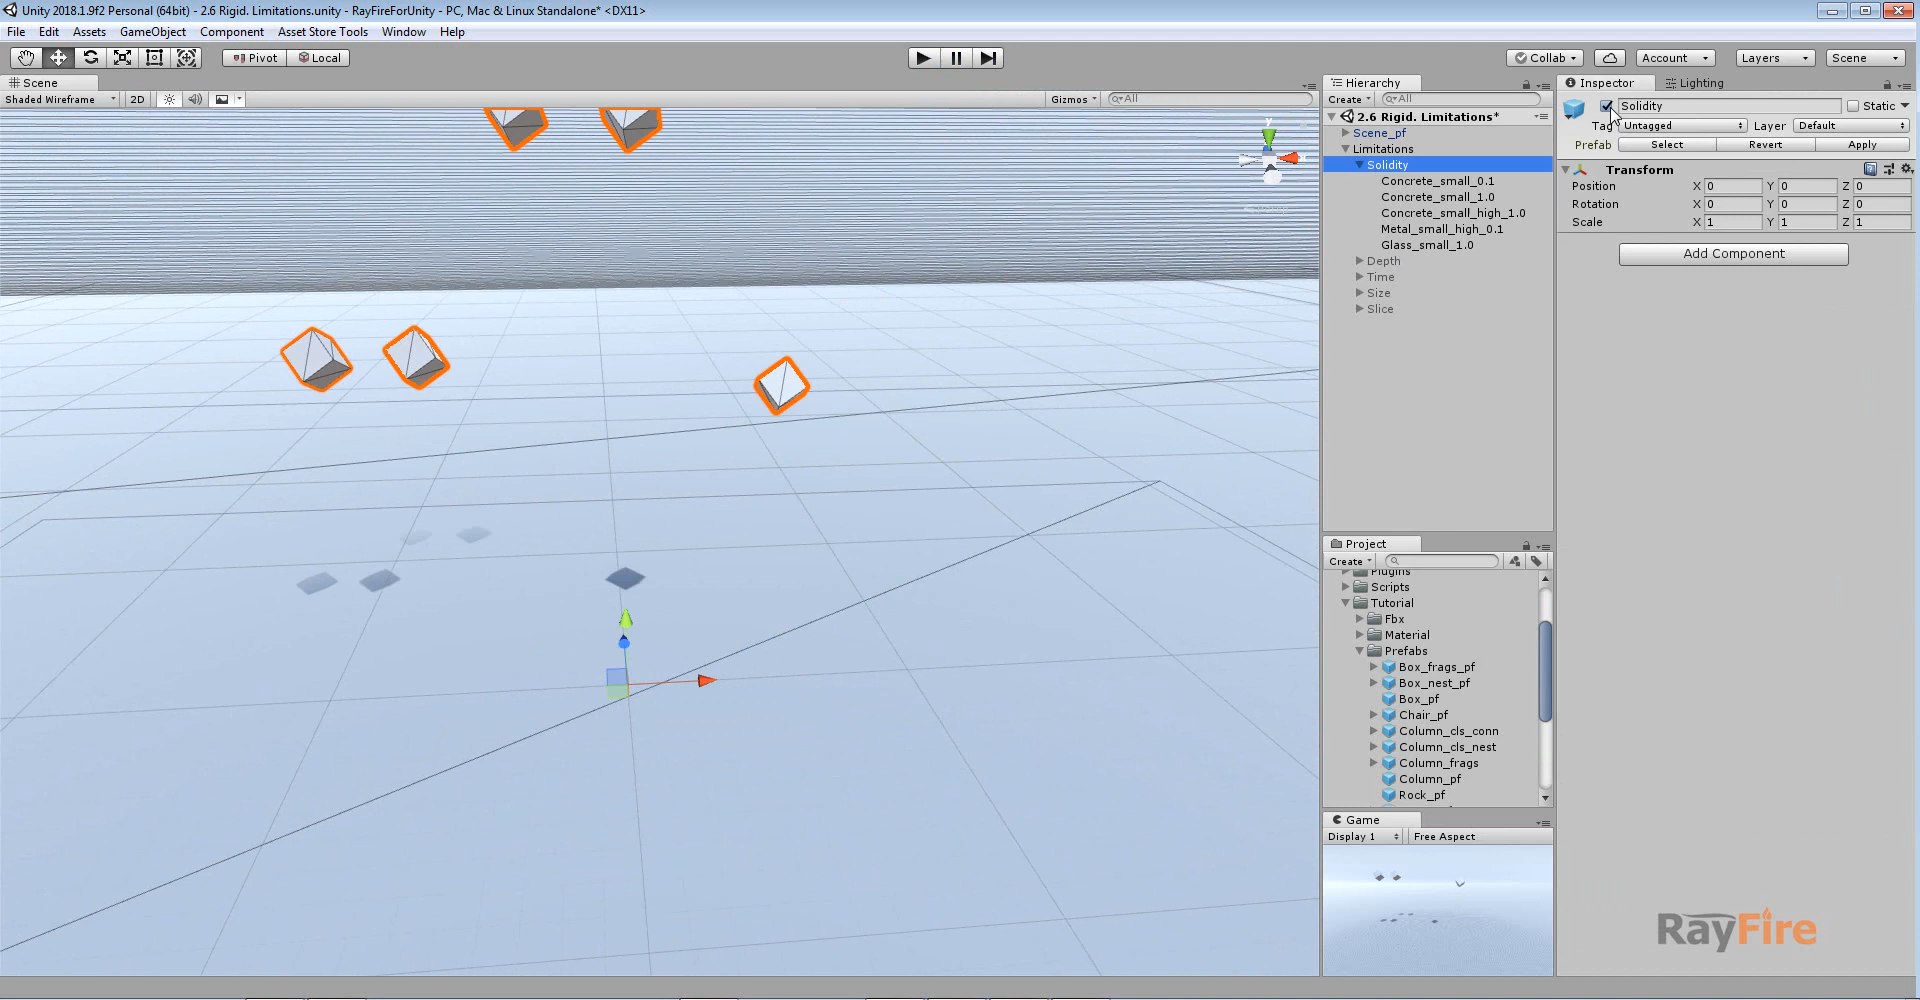 Unity 2018.1.9f2 Personal (64bit) - 2.6 Rigid. Limitations.unity - RayFireForUnity - PC, Mac & Linux Standalone* <DX11>
File Edit Assets GameObject Component Asset Store Tools Window Help
Pivot Local Collab Account Layers Scene
Scene
Shaded Wireframe 2D Gizmos All
y
Hierarchy
Create All
2.6 Rigid. Limitations*
Scene_pf
Limitations
Solidity
Concrete_small_0.1
Concrete_small_1.0
Concrete_small_high_1.0
Metal_small_high_0.1
Glass_small_1.0
Depth
Time
Size
Slice
Project
Create
Plugins
Scripts
Tutorial
Fbx
Material
Prefabs
Box_frags_pf
Box_nest_pf
Box_pf
Chair_pf
Column_cls_conn
Column_cls_nest
Column_frags
Column_pf
Rock_pf
Game
Display 1 Free Aspect
Inspector Lighting
Solidity Static
Tag Untagged Layer Default
Prefab Select Revert Apply
Transform
Position X 0 Y 0 Z 0
Rotation X 0 Y 0 Z 0
Scale X 1 Y 1 Z 1
Add Component
RayFire